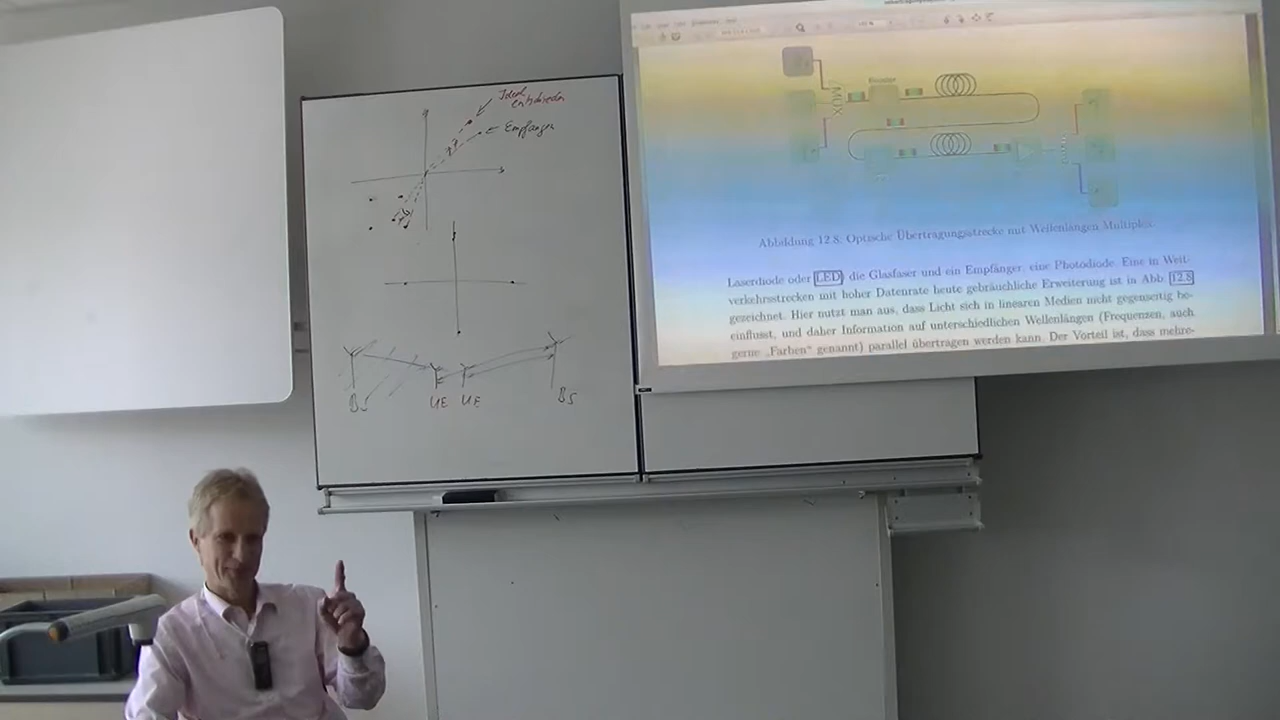 Ideal
entschieden
Empfänger
BS
UE
UE
BS
MUX
Abbildung 12.8: Optische Übertragungsstrecke mit Wellenlängen Multiplex.
Laserdiode oder LED) die Glasfaser und ein Empfänger, eine Photodiode. Eine in Weit-
verkehrsstrecken mit hoher Datenrate heute gebräuchliche Erweiterung ist in Abb. 12.8
gezeichnet. Hier nutzt man aus, dass Licht sich in linearen Medien nicht gegenseitig be-
einflusst, und daher Information auf unterschiedlichen Wellenlängen (Frequenzen, auch
gerne „Farben“ genannt) parallel übertragen werden kann. Der Vorteil ist, dass mehre-